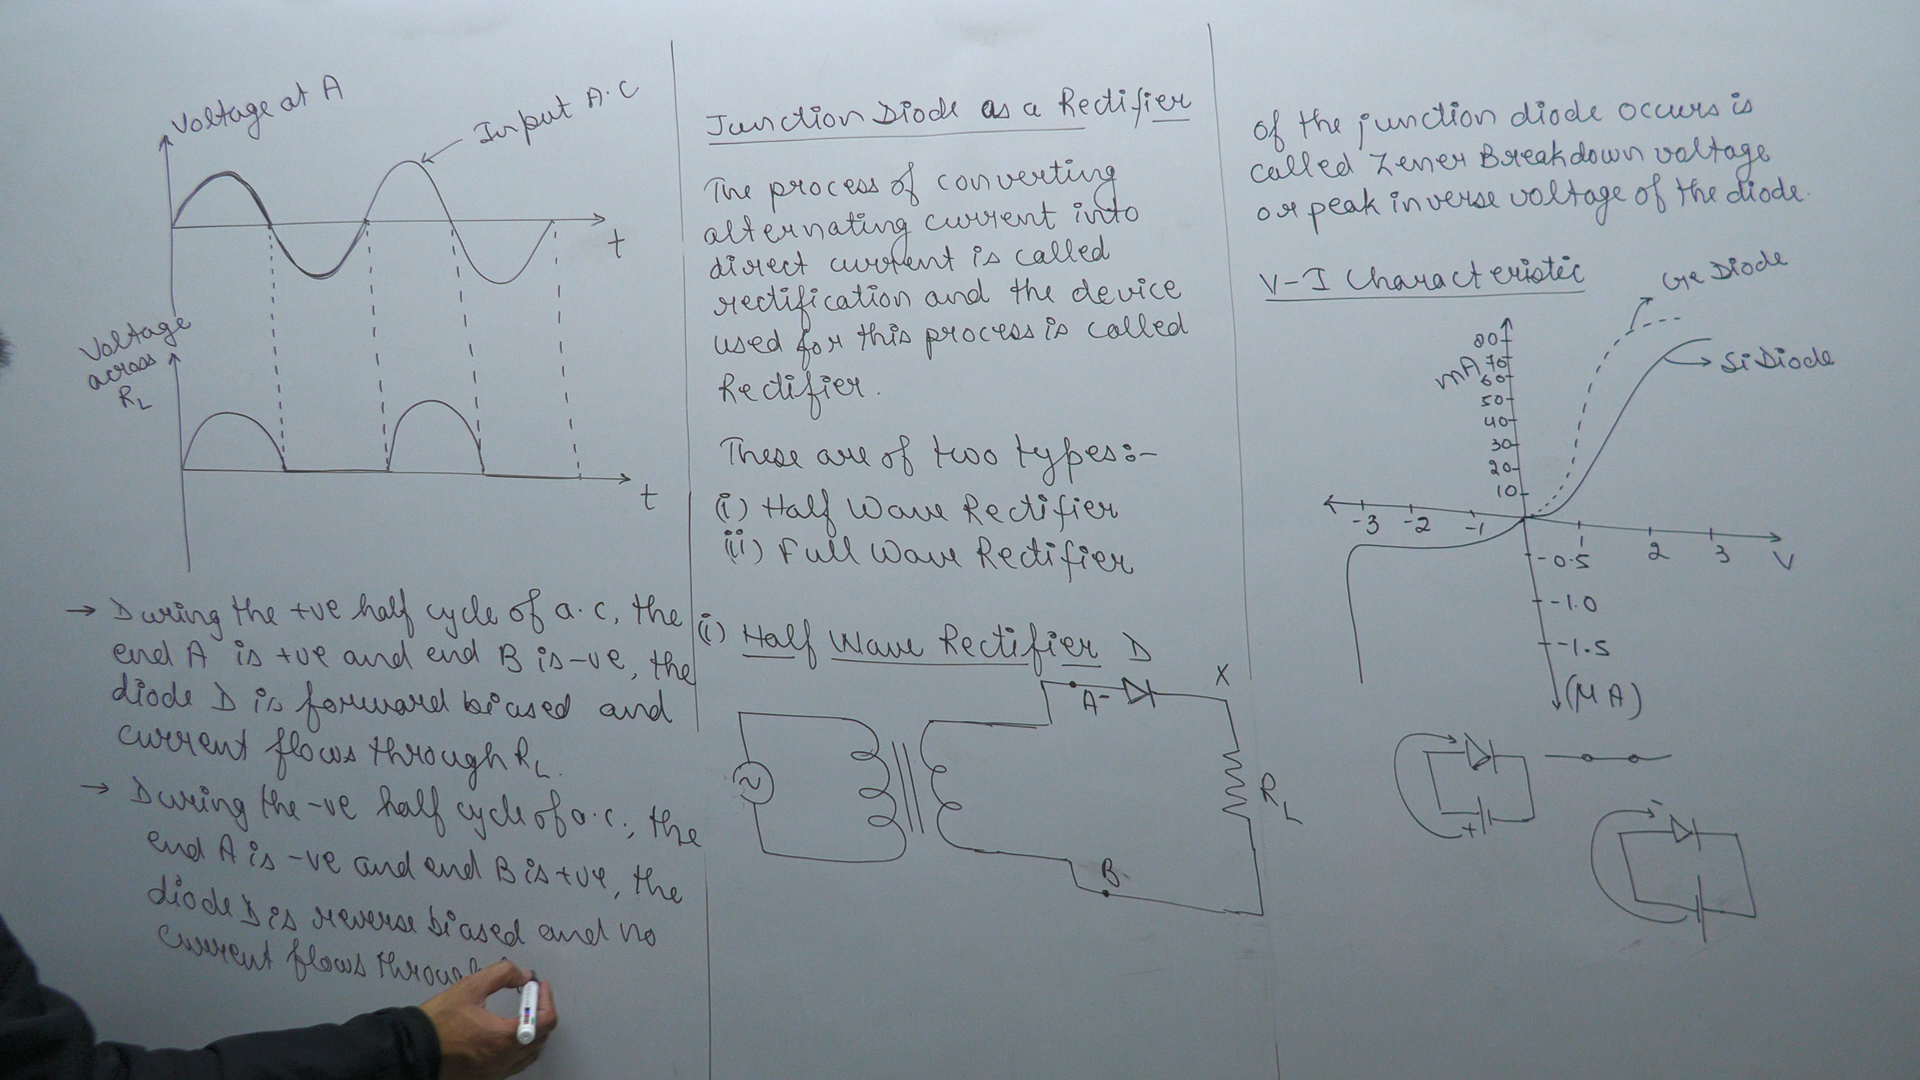 Voltage at A
Input A.C
t
Voltage
across
RL
t
→ During the +ve half cycle of a.c, the
end A is +ve and end B is -ve, the
diode D is forward biased and
current flows through RL.
→ During the -ve half cycle of a.c, the
end A is -ve and end B is +ve, the
diode D is reverse biased and no
current flows through
Junction Diode as a Rectifier
The process of converting
alternating current into
direct current is called
rectification and the device
used for this process is called
Rectifier.
These are of two types:-
(i) Half Wave Rectifier
(ii) Full Wave Rectifier
(i) Half Wave Rectifier
D
X
A
~
RL
B
of the junction diode occurs is
called Zener Breakdown voltage
or peak inverse voltage of the diode.
V-I Characteristic
Ge Diode
Si Diode
mA
80
70
60
50
40
30
20
10
-3 -2 -1
2 3 V
-0.5
-1.0
-1.5
(μA)
+